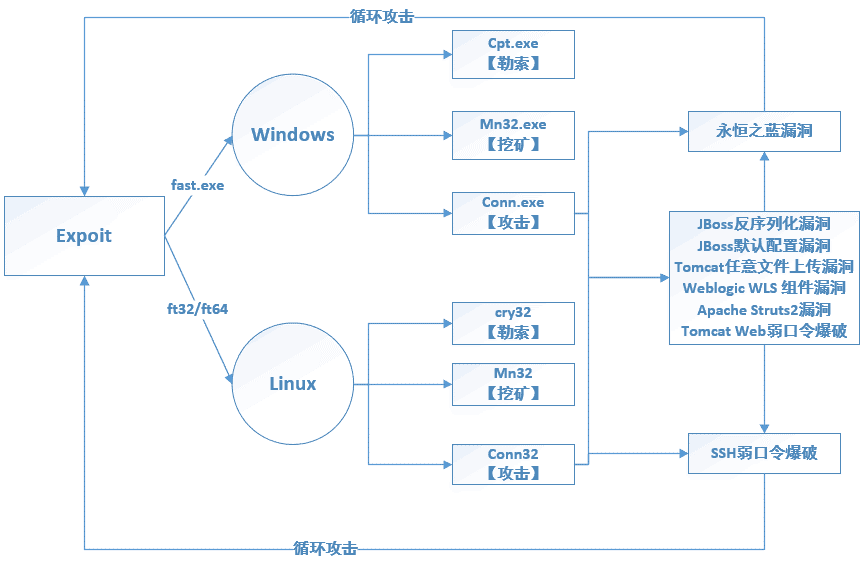 循环攻击
Cpt.exe
【勒索】
Windows
Mn32.exe
【挖矿】
永恒之蓝漏洞
fast.exe
Conn.exe
【攻击】
Expoit
JBoss反序列化漏洞
JBoss默认配置漏洞
Tomcat任意文件上传漏洞
Weblogic WLS 组件漏洞
Apache Struts2漏洞
Tomcat Web弱口令爆破
ft32/ft64
cry32
【勒索】
Linux
Mn32
【挖矿】
Conn32
【攻击】
SSH弱口令爆破
循环攻击